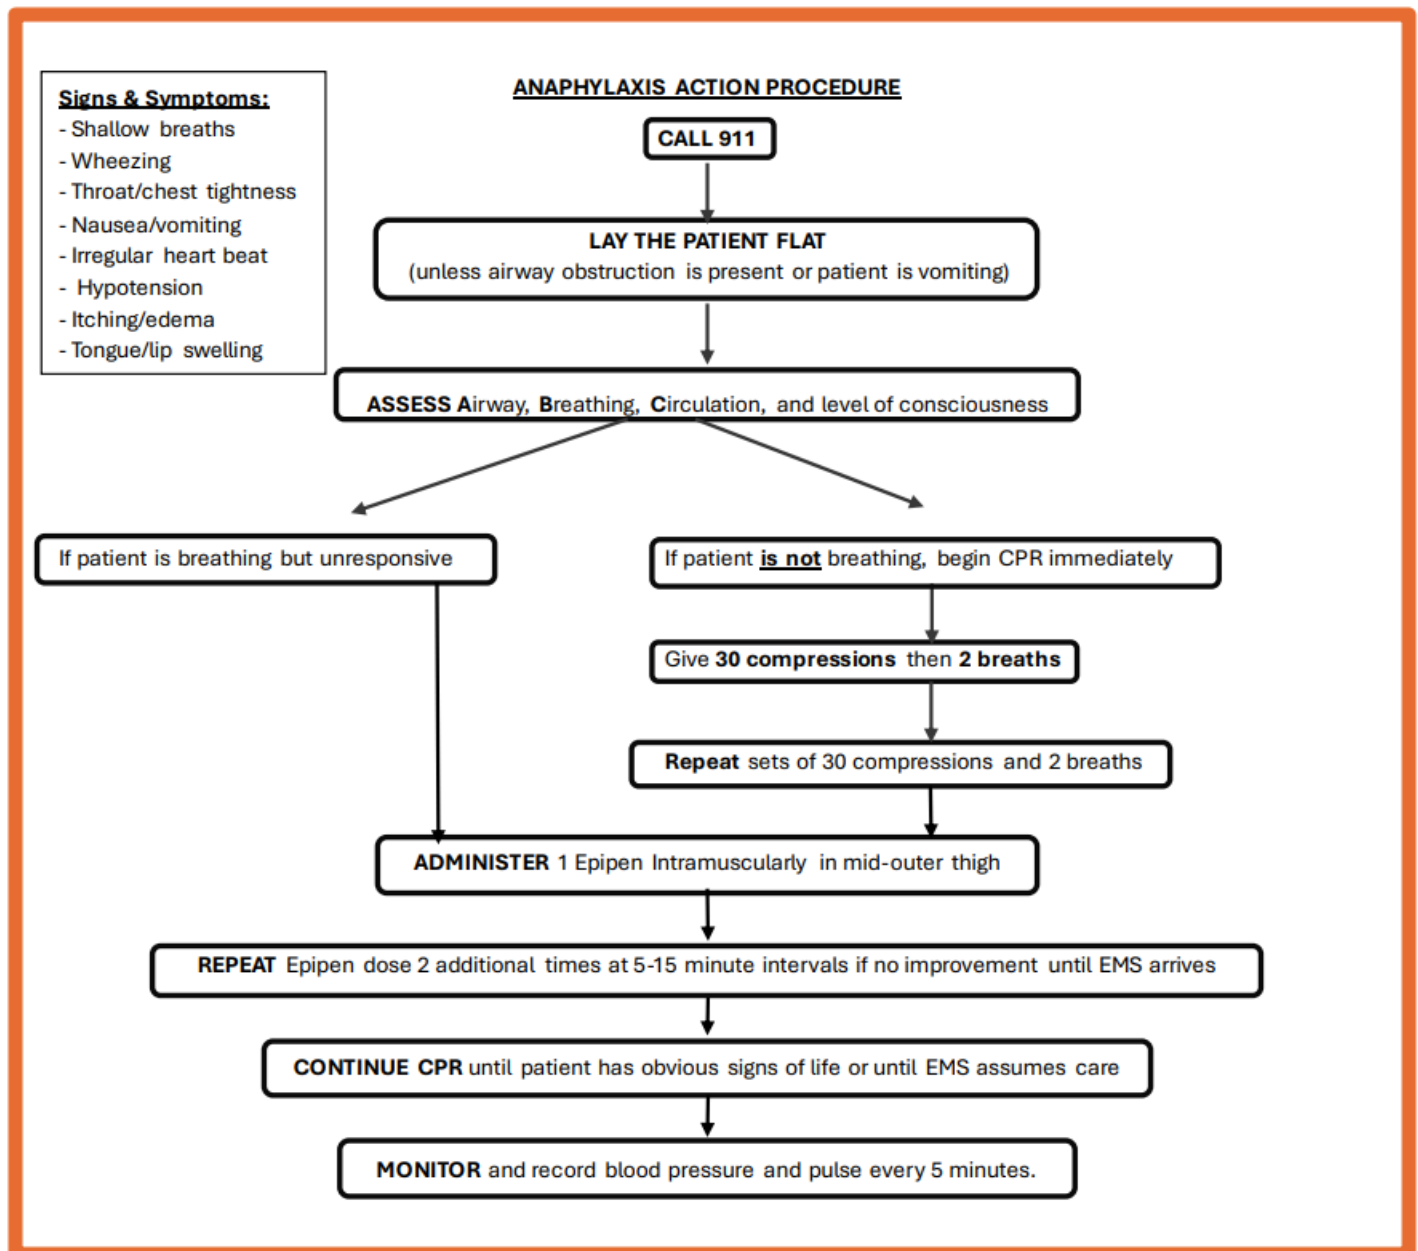 ANAPHYLAXIS ACTION PROCEDURE
Signs & Symptoms:
- Shallow breaths
- Wheezing
- Throat/chest tightness
- Nausea/vomiting
- Irregular heart beat
- Hypotension
- Itching/edema
- Tongue/lip swelling
CALL 911
LAY THE PATIENT FLAT
(unless airway obstruction is present or patient is vomiting)
ASSESS Airway, Breathing, Circulation, and level of consciousness
If patient is breathing but unresponsive
If patient is not breathing, begin CPR immediately
Give 30 compressions then 2 breaths
Repeat sets of 30 compressions and 2 breaths
ADMINISTER 1 Epipen Intramuscularly in mid-outer thigh
REPEAT Epipen dose 2 additional times at 5-15 minute intervals if no improvement until EMS arrives
CONTINUE CPR until patient has obvious signs of life or until EMS assumes care
MONITOR and record blood pressure and pulse every 5 minutes.